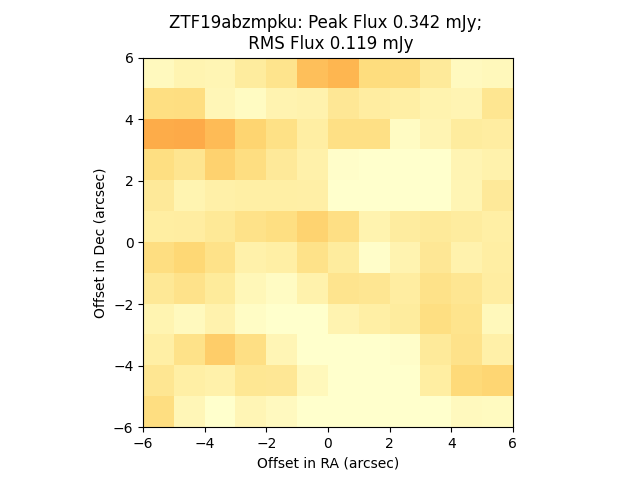 ZTF19abzmpku: Peak Flux 0.342 mJy;
RMS Flux 0.119 mJy
6
4
2
0
−2
−4
−6
Offset in Dec (arcsec)
−6 −4 −2 0 2 4 6
Offset in RA (arcsec)